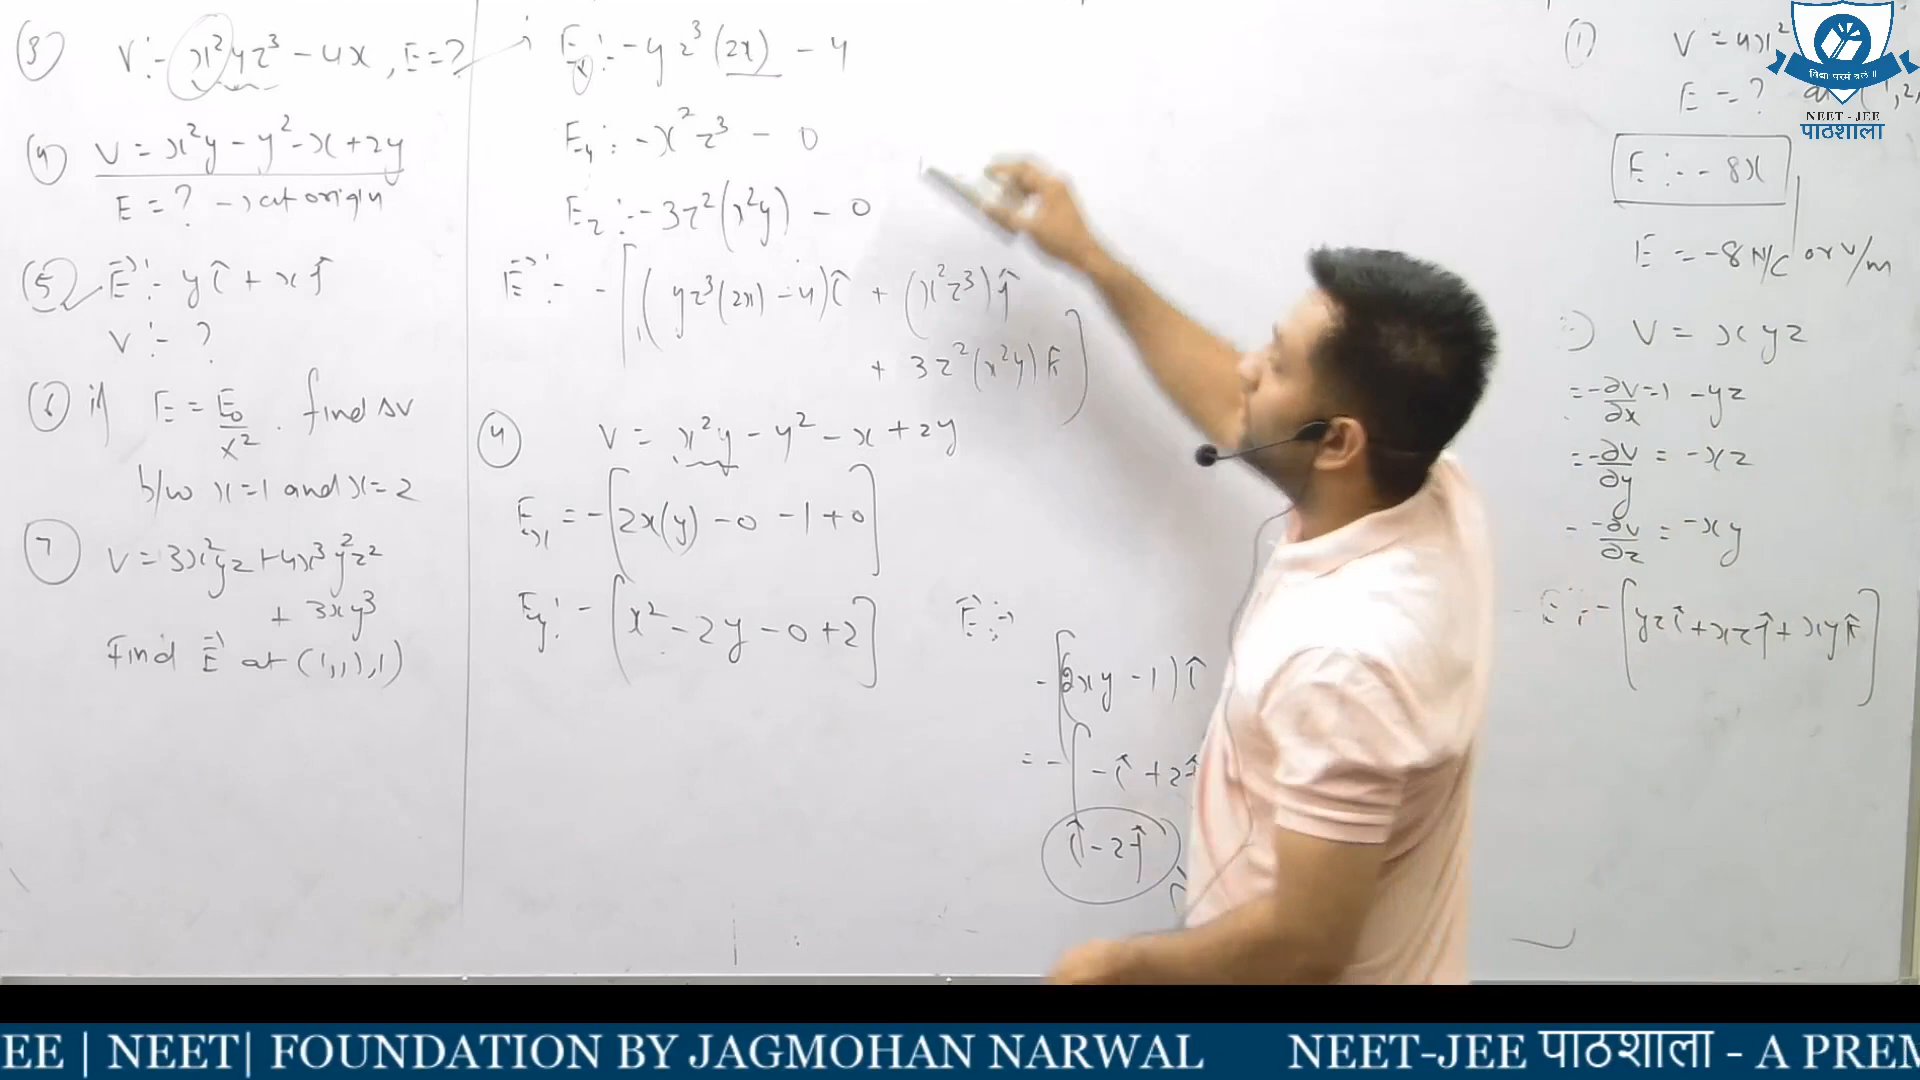 (3) V :- x²yz³ - 4x, E = ?
(4) V = x²y - y² - x + 2y
E = ? → at origin
(5) E⃗ :- yî + xĵ
V :- ?
(6) if E = E₀/x² . find ΔV
b/w x=1 and x=2
(7) V = 3x²yz + 4x³y²z²
+ 3xy³
Find E⃗ at (1,1,1)
Eₓ :- -yz³(2x) - 4
E_y :- -x²z³ - 0
E_z :- -3z²(x²y) - 0
E⃗ :- -[(yz³(2x) - 4)î + (x²z³)ĵ
+ 3z²(x²y)k̂]
(4) V = x²y - y² - x + 2y
Eₓ = -[2x(y) - 0 - 1 + 0]
E_y :- -[x² - 2y - 0 + 2]
E⃗ :-
-[(2xy - 1)î
= -[-î + 2ĵ
î - 2ĵ
(1) V = 4x²
E = ?
E :- -8x
E = -8 N/C or V/m
V = xyz
= -∂V/∂x = -yz
= -∂V/∂y = -xz
-∂V/∂z = -xy
E :- -[yzî + xzĵ + xyk̂]
विद्या परमं बलं ॥
NEET - JEE
पाठशाला
EE | NEET| FOUNDATION BY JAGMOHAN NARWAL NEET-JEE पाठशाला - A PREM